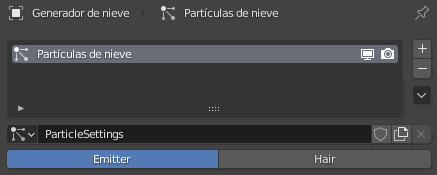 Generador de nieve Partículas de nieve
Partículas de nieve
ParticleSettings
Emitter Hair